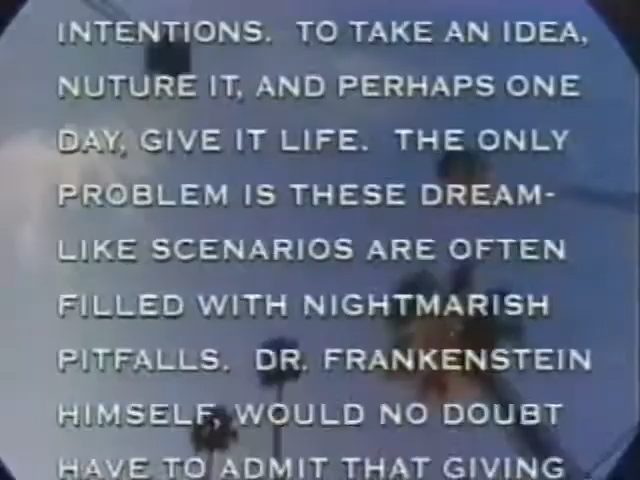 INTENTIONS. TO TAKE AN IDEA,
NUTURE IT, AND PERHAPS ONE
DAY, GIVE IT LIFE. THE ONLY
PROBLEM IS THESE DREAM-
LIKE SCENARIOS ARE OFTEN
FILLED WITH NIGHTMARISH
PITFALLS. DR. FRANKENSTEIN
HIMSELF, WOULD NO DOUBT
HAVE TO ADMIT THAT GIVING